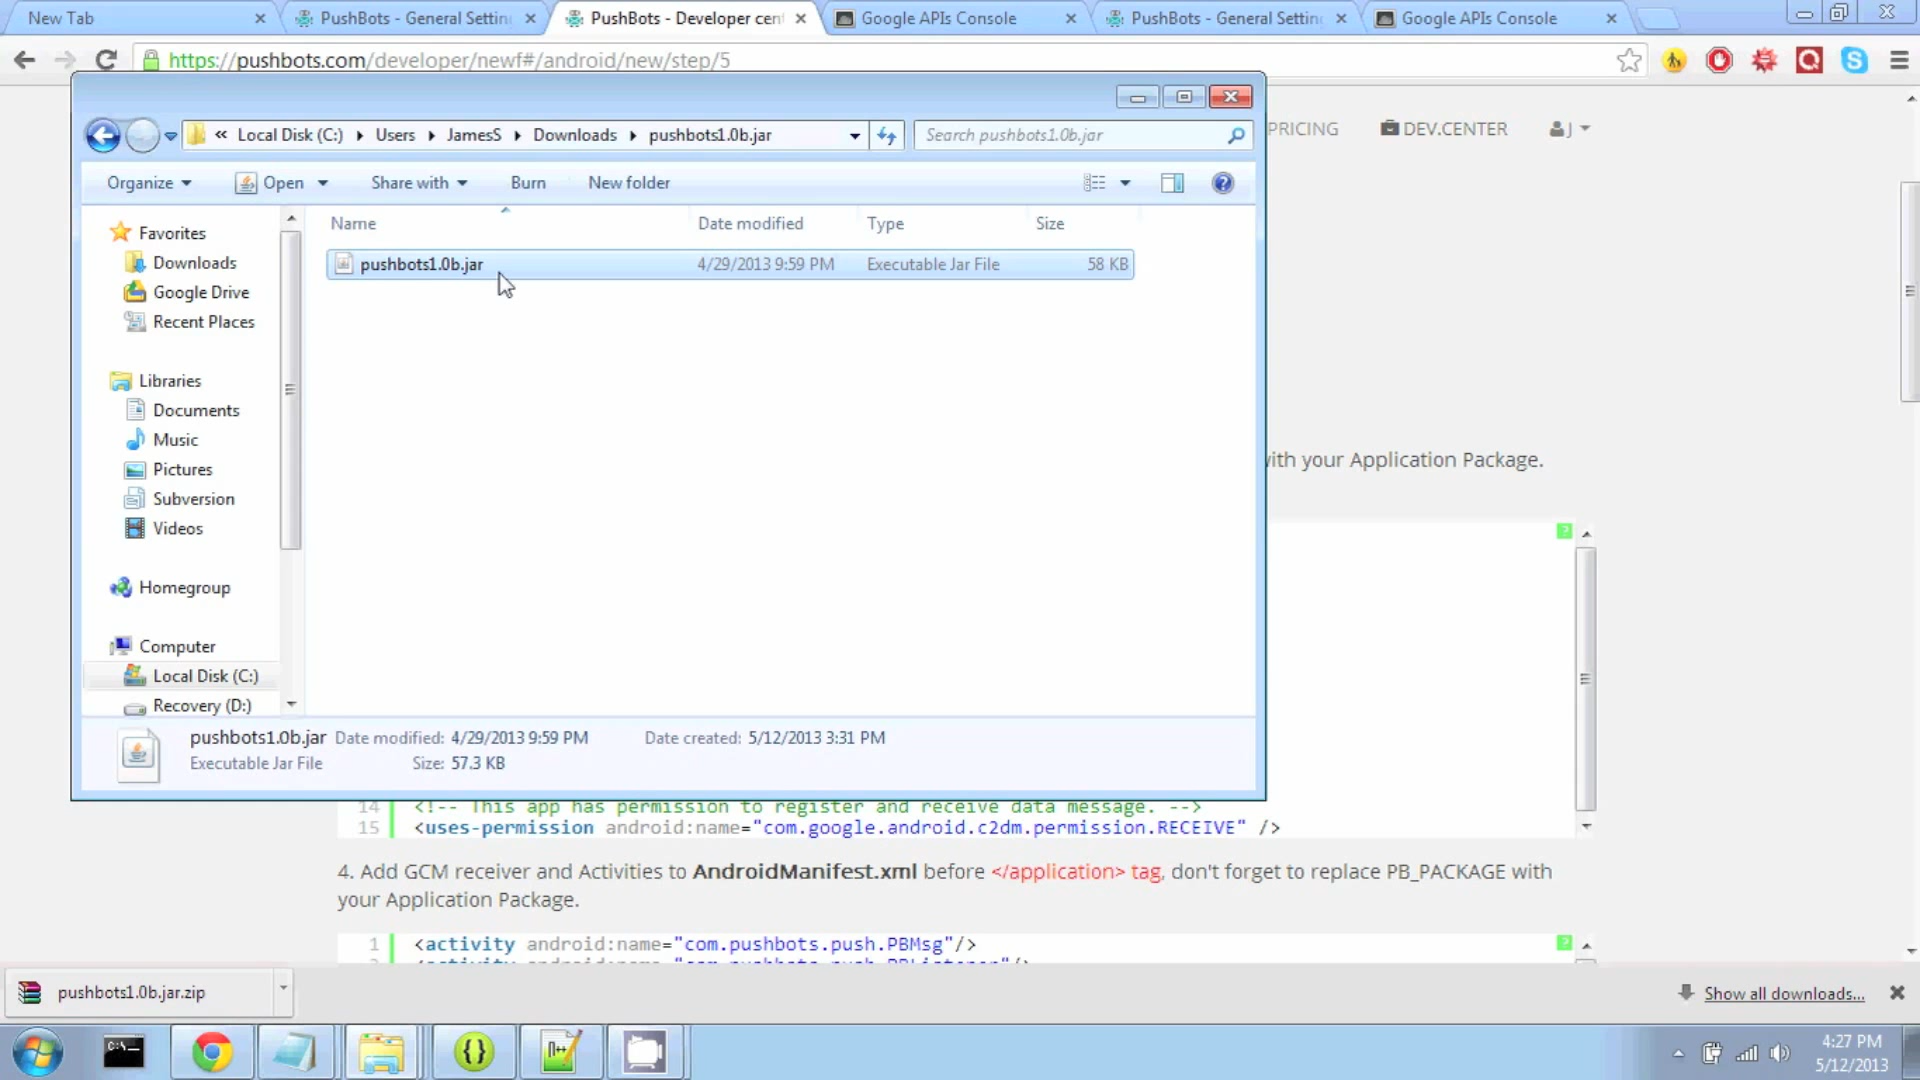 New Tab
PushBots - General Settin
PushBots - Developer cen
Google APIs Console
PushBots - General Settin
Google APIs Console
https://pushbots.com/developer/newf#/android/new/step/5
« Local Disk (C:) Users JamesS Downloads pushbots1.0b.jar
Search pushbots1.0b.jar
PRICING
DEV.CENTER
J
Organize
Open
Share with
Burn
New folder
Name
Date modified
Type
Size
pushbots1.0b.jar
4/29/2013 9:59 PM
Executable Jar File
58 KB
Favorites
Downloads
Google Drive
Recent Places
Libraries
Documents
Music
Pictures
Subversion
Videos
Homegroup
Computer
Local Disk (C:)
Recovery (D:)
with your Application Package.
?
pushbots1.0b.jar Date modified: 4/29/2013 9:59 PM Date created: 5/12/2013 3:31 PM
Executable Jar File Size: 57.3 KB
14 <!-- This app has permission to register and receive data message. -->
15 <uses-permission android:name="com.google.android.c2dm.permission.RECEIVE" />
4. Add GCM receiver and Activities to AndroidManifest.xml before </application> tag, don't forget to replace PB_PACKAGE with
your Application Package.
1 <activity android:name="com.pushbots.push.PBMsg"/>
?
pushbots1.0b.jar.zip
Show all downloads...
C:\
4:27 PM
5/12/2013